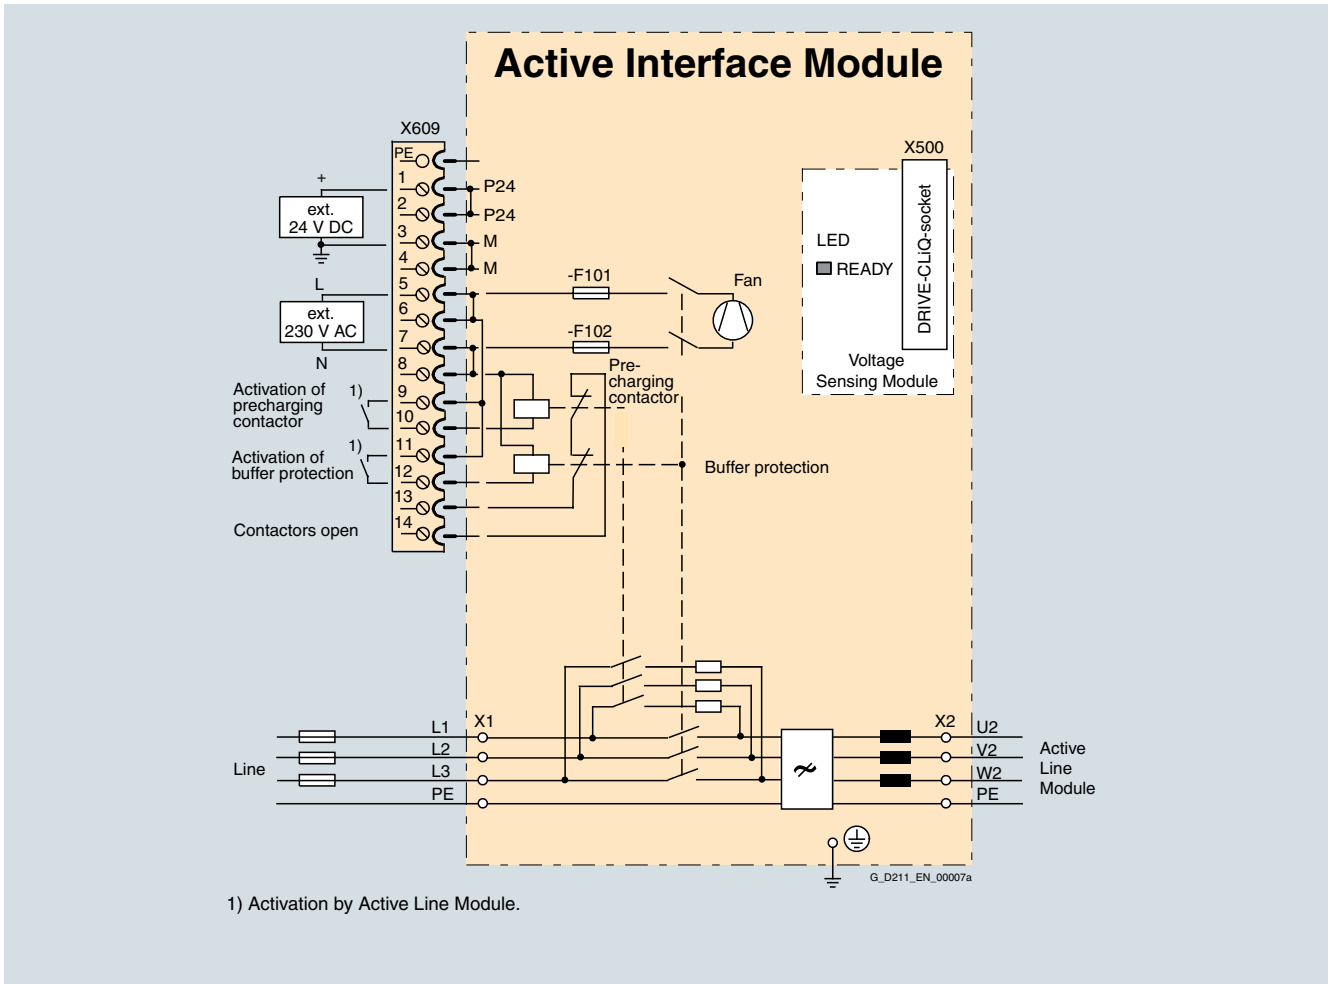 Active Interface Module
X609
PE
1
2
3
4
5
6
7
8
9
10
11
12
13
14
+
ext.
24 V DC
L
ext.
230 V AC
N
Activation of
precharging
contactor
1)
Activation of
buffer protection
1)
Contactors open
P24
P24
M
M
-F101
-F102
Fan
Pre-
charging
contactor
Buffer protection
X500
DRIVE-CLiQ-socket
LED
READY
Voltage
Sensing Module
Line
L1
L2
L3
PE
X1
X2
U2
V2
W2
PE
Active
Line
Module
G_D211_EN_00007a
1) Activation by Active Line Module.